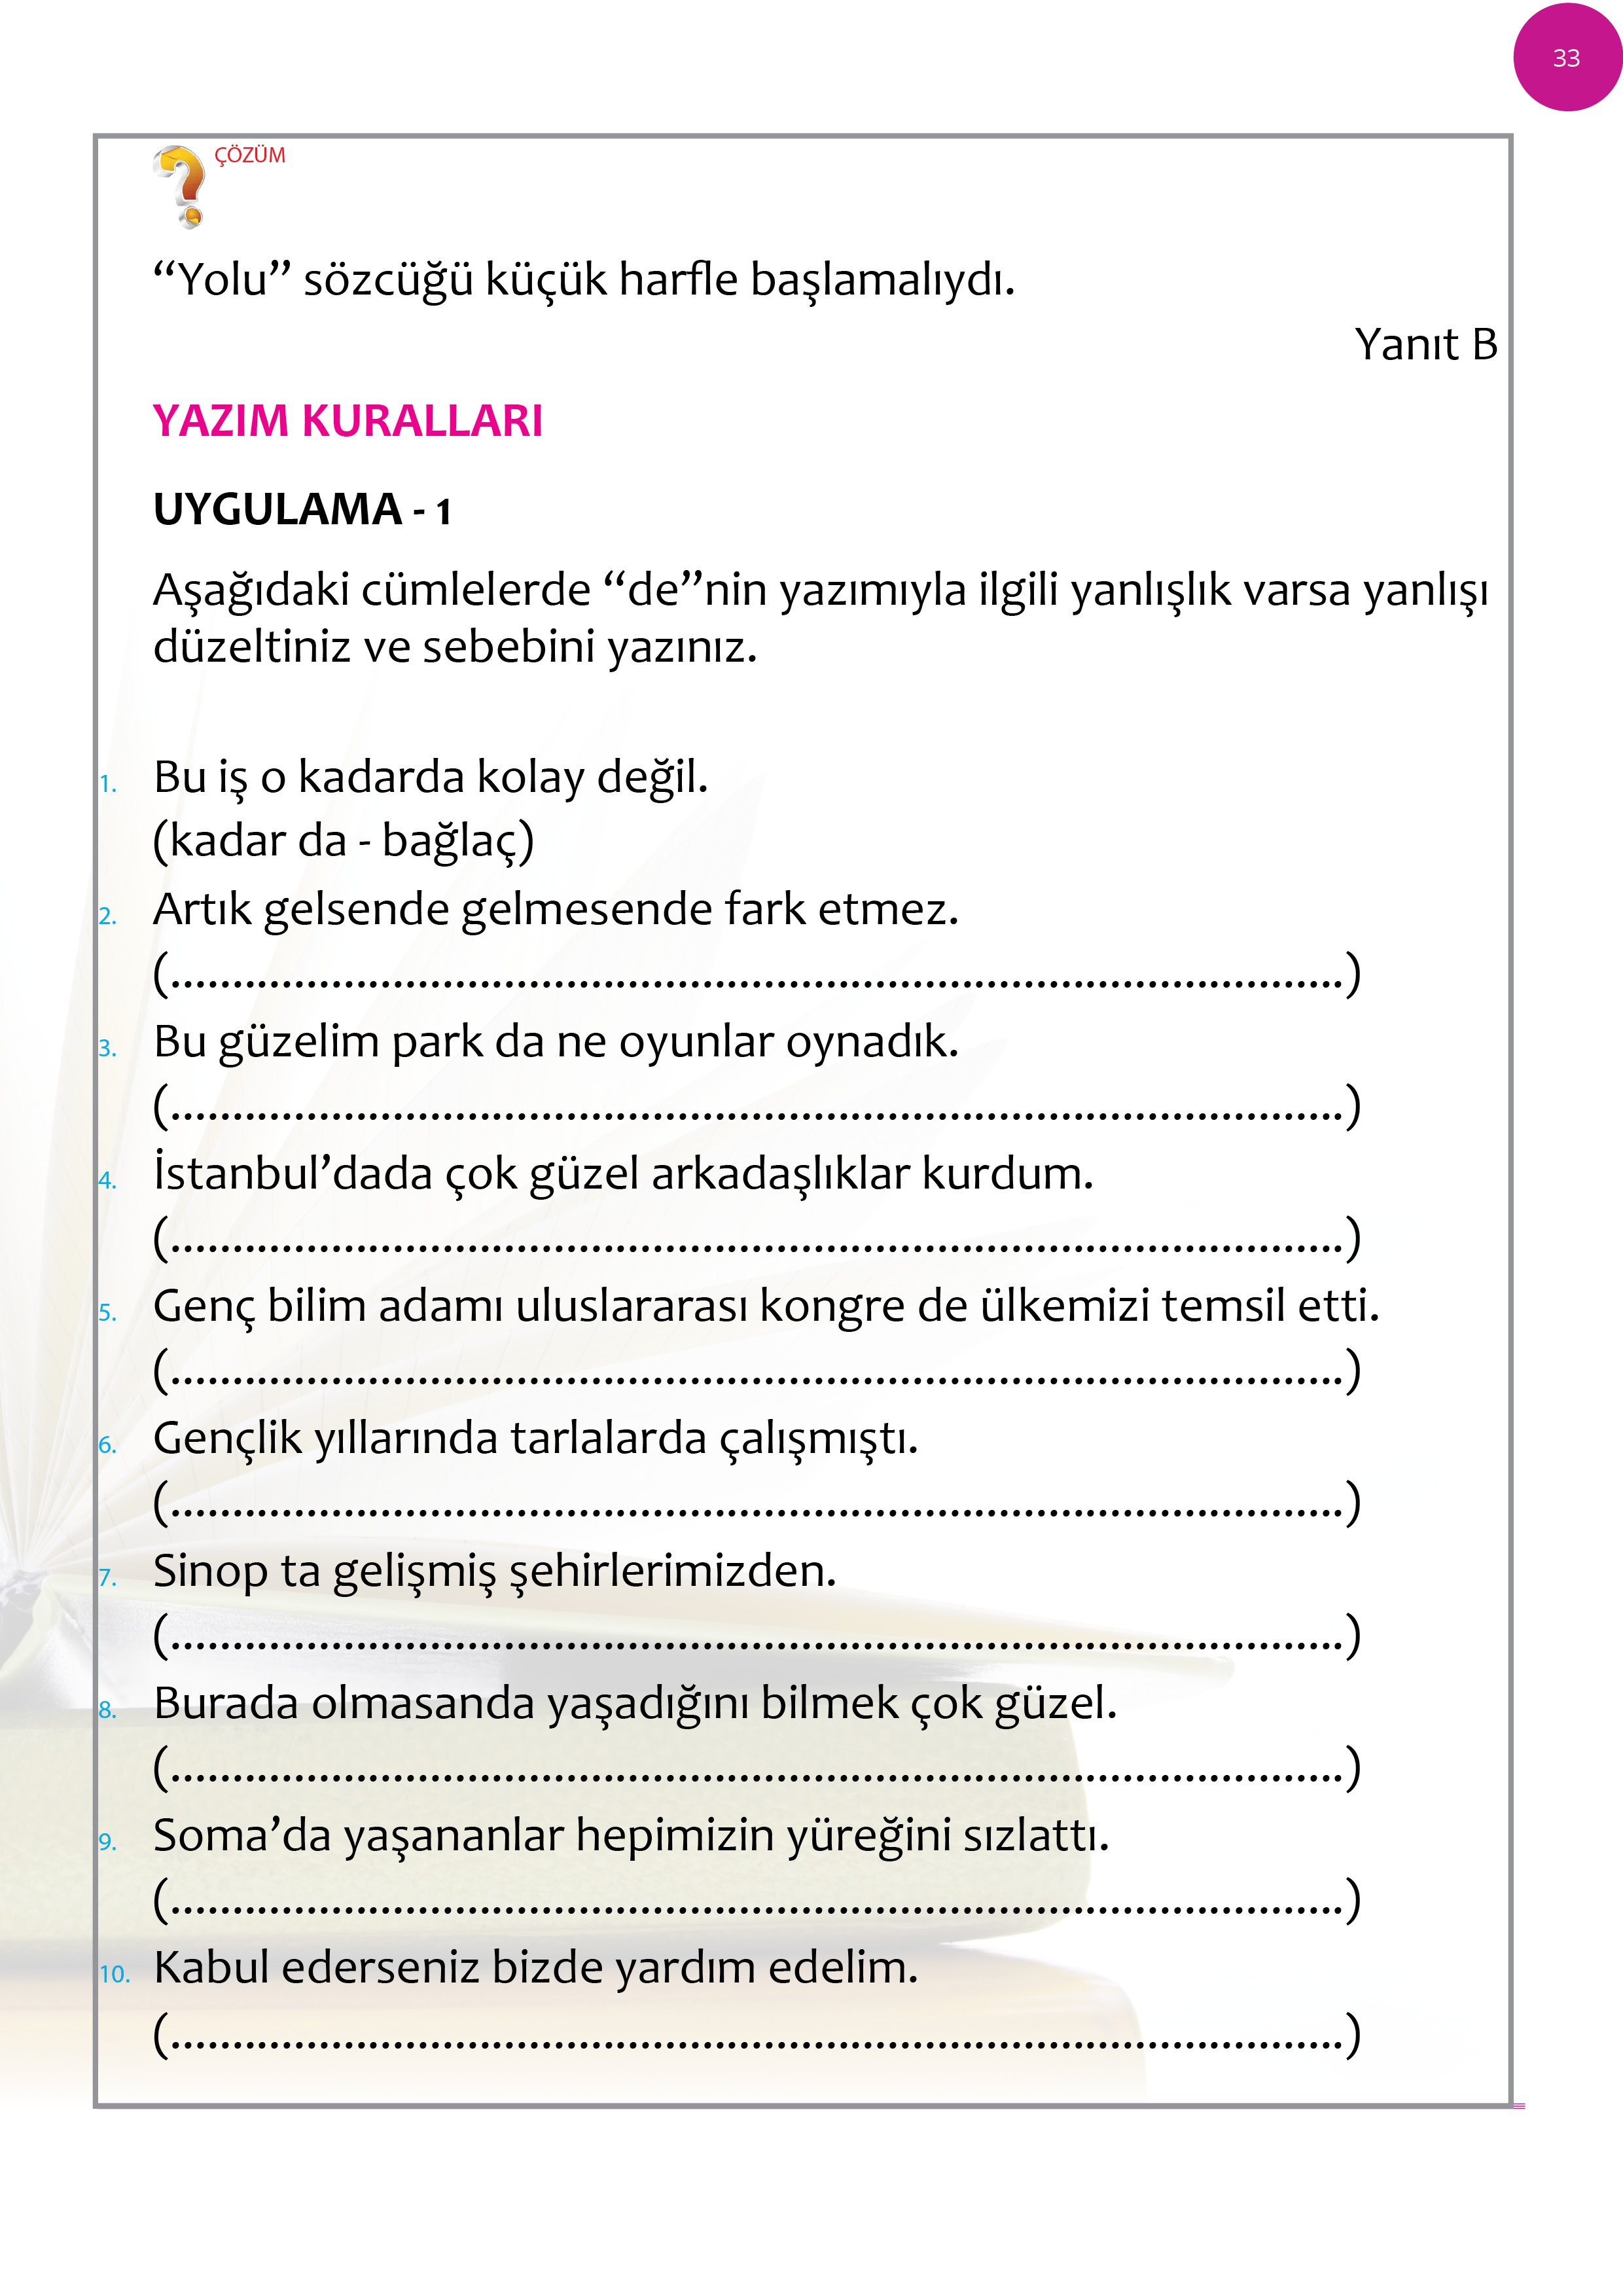 33
ÇÖZÜM
“Yolu” sözcüğü küçük harfle başlamalıydı.
Yanıt B
YAZIM KURALLARI
UYGULAMA - 1
Aşağıdaki cümlelerde “de”nin yazımıyla ilgili yanlışlık varsa yanlışı
düzeltiniz ve sebebini yazınız.
1. Bu iş o kadarda kolay değil.
(kadar da - bağlaç)
2. Artık gelsende gelmesende fark etmez.
(...............................................................................................)
3. Bu güzelim park da ne oyunlar oynadık.
(...............................................................................................)
4. İstanbul’dada çok güzel arkadaşlıklar kurdum.
(...............................................................................................)
5. Genç bilim adamı uluslararası kongre de ülkemizi temsil etti.
(...............................................................................................)
6. Gençlik yıllarında tarlalarda çalışmıştı.
(...............................................................................................)
7. Sinop ta gelişmiş şehirlerimizden.
(...............................................................................................)
8. Burada olmasanda yaşadığını bilmek çok güzel.
(...............................................................................................)
9. Soma’da yaşananlar hepimizin yüreğini sızlattı.
(...............................................................................................)
10. Kabul ederseniz bizde yardım edelim.
(...............................................................................................)